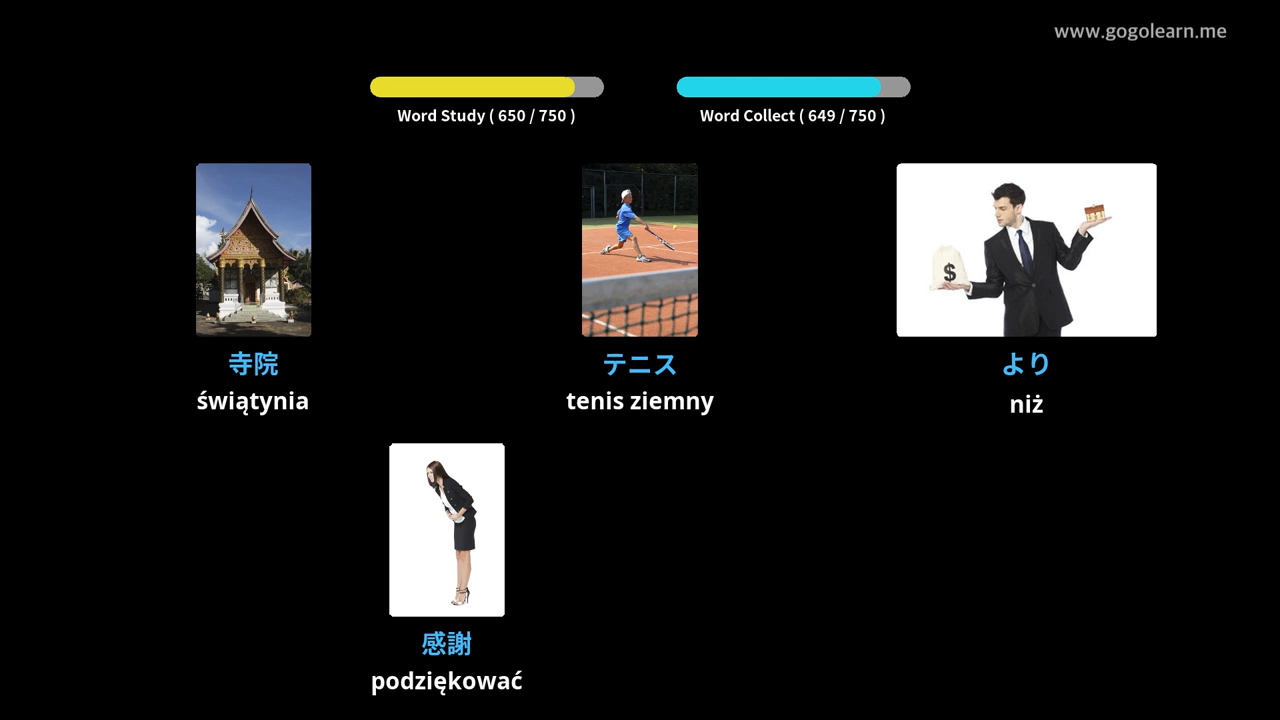 www.gogolearn.me
Word Study ( 650 / 750 )
Word Collect ( 649 / 750 )
寺院
świątynia
テニス
tenis ziemny
$
より
niż
感謝
podziękować